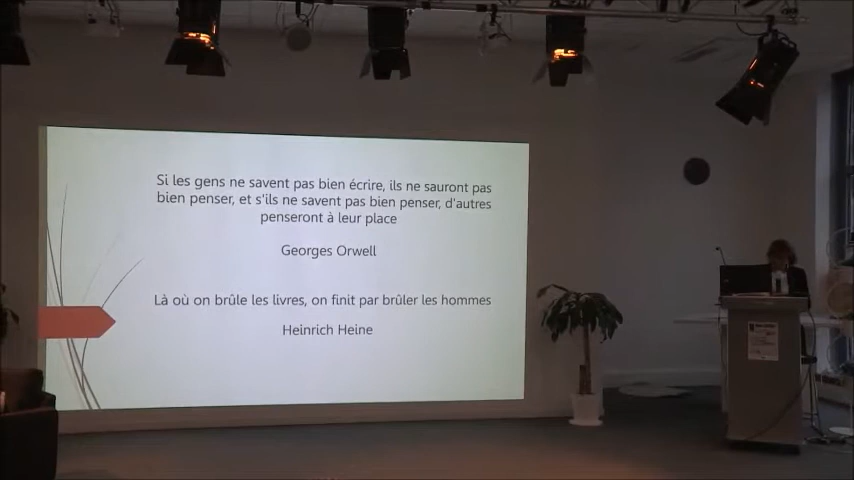 Si les gens ne savent pas bien écrire, ils ne sauront pas
bien penser, et s'ils ne savent pas bien penser, d'autres
penseront à leur place
Georges Orwell
Là où on brûle les livres, on finit par brûler les hommes
Heinrich Heine